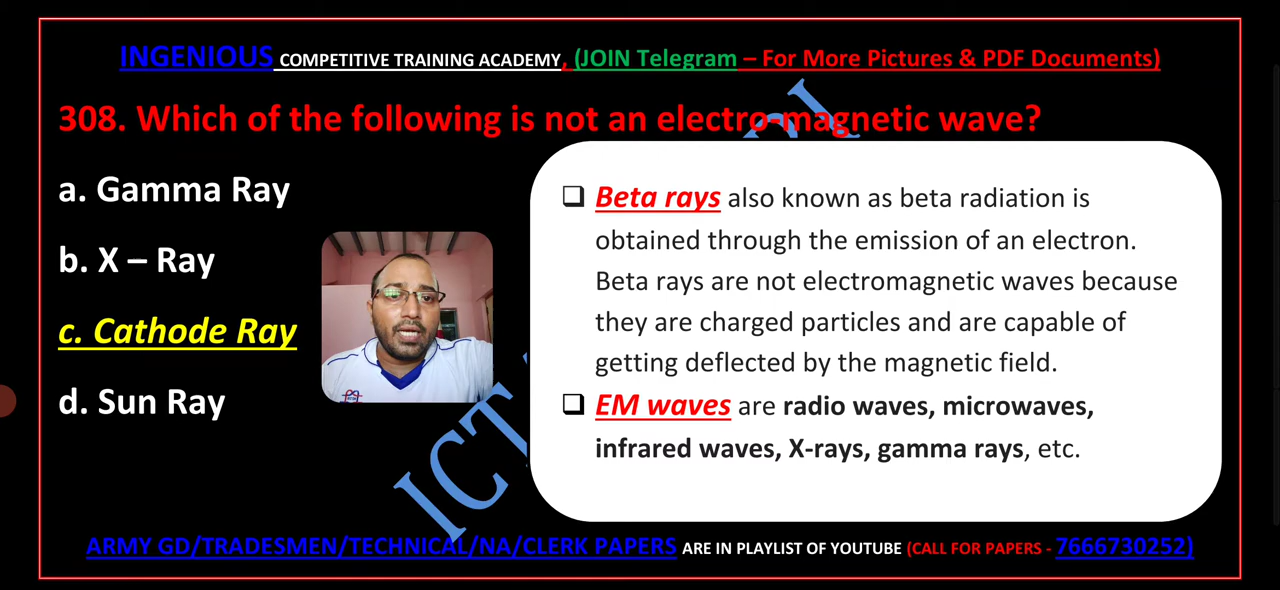 INGENIOUS COMPETITIVE TRAINING ACADEMY, (JOIN Telegram – For More Pictures & PDF Documents)
308. Which of the following is not an electro-magnetic wave?
a. Gamma Ray
b. X – Ray
c. Cathode Ray
d. Sun Ray
❑ Beta rays also known as beta radiation is
obtained through the emission of an electron.
Beta rays are not electromagnetic waves because
they are charged particles and are capable of
getting deflected by the magnetic field.
❑ EM waves are radio waves, microwaves,
infrared waves, X-rays, gamma rays, etc.
ICT
ARMY GD/TRADESMEN/TECHNICAL/NA/CLERK PAPERS ARE IN PLAYLIST OF YOUTUBE (CALL FOR PAPERS - 7666730252)